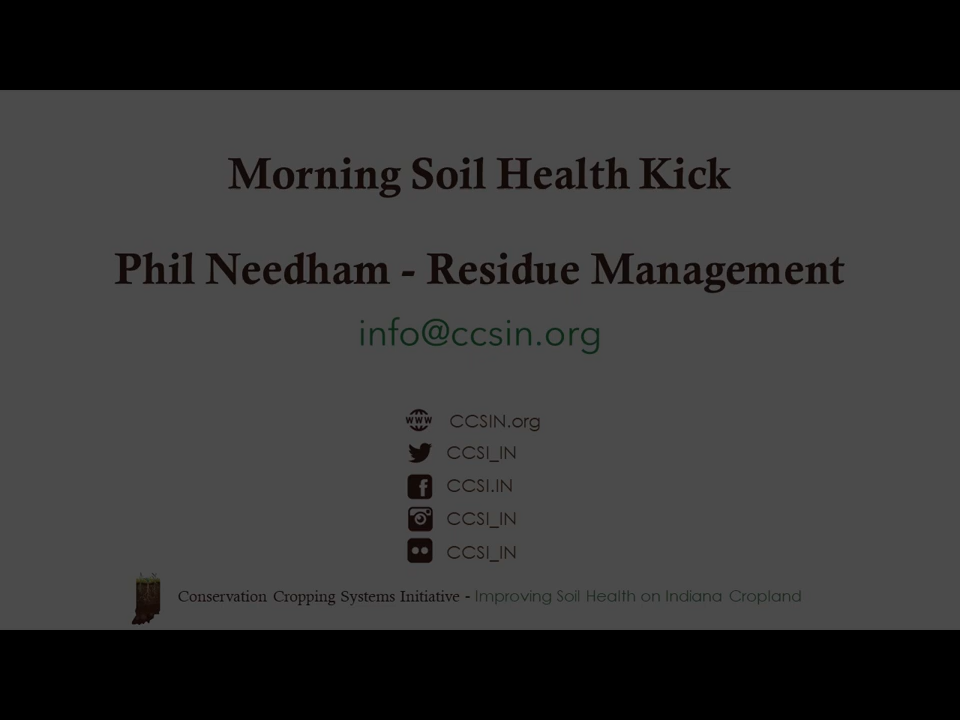 Morning Soil Health Kick
Phil Needham - Residue Management
info@ccsin.org
www CCSIN.org
CCSI_IN
f CCSI.IN
CCSI_IN
CCSI_IN
Conservation Cropping Systems Initiative - Improving Soil Health on Indiana Cropland